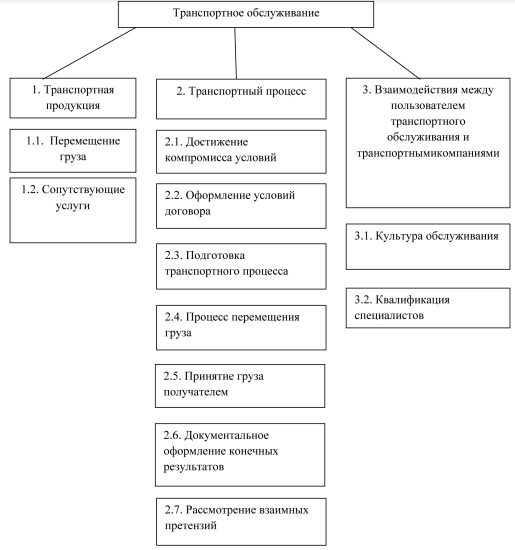 Транспортное обслуживание
1. Транспортная
продукция
1.1. Перемещение
груза
1.2. Сопутствующие
услуги
2. Транспортный процесс
2.1. Достижение
компромисса условий
2.2. Оформление условий
договора
2.3. Подготовка
транспортного процесса
2.4. Процесс перемещения
груза
2.5. Принятие груза
получателем
2.6. Документальное
оформление конечных
результатов
2.7. Рассмотрение взаимных
претензий
3. Взаимодействия между
пользователем
транспортного
обслуживания и
транспортнымикомпаниями
3.1. Культура обслуживания
3.2. Квалификация
специалистов